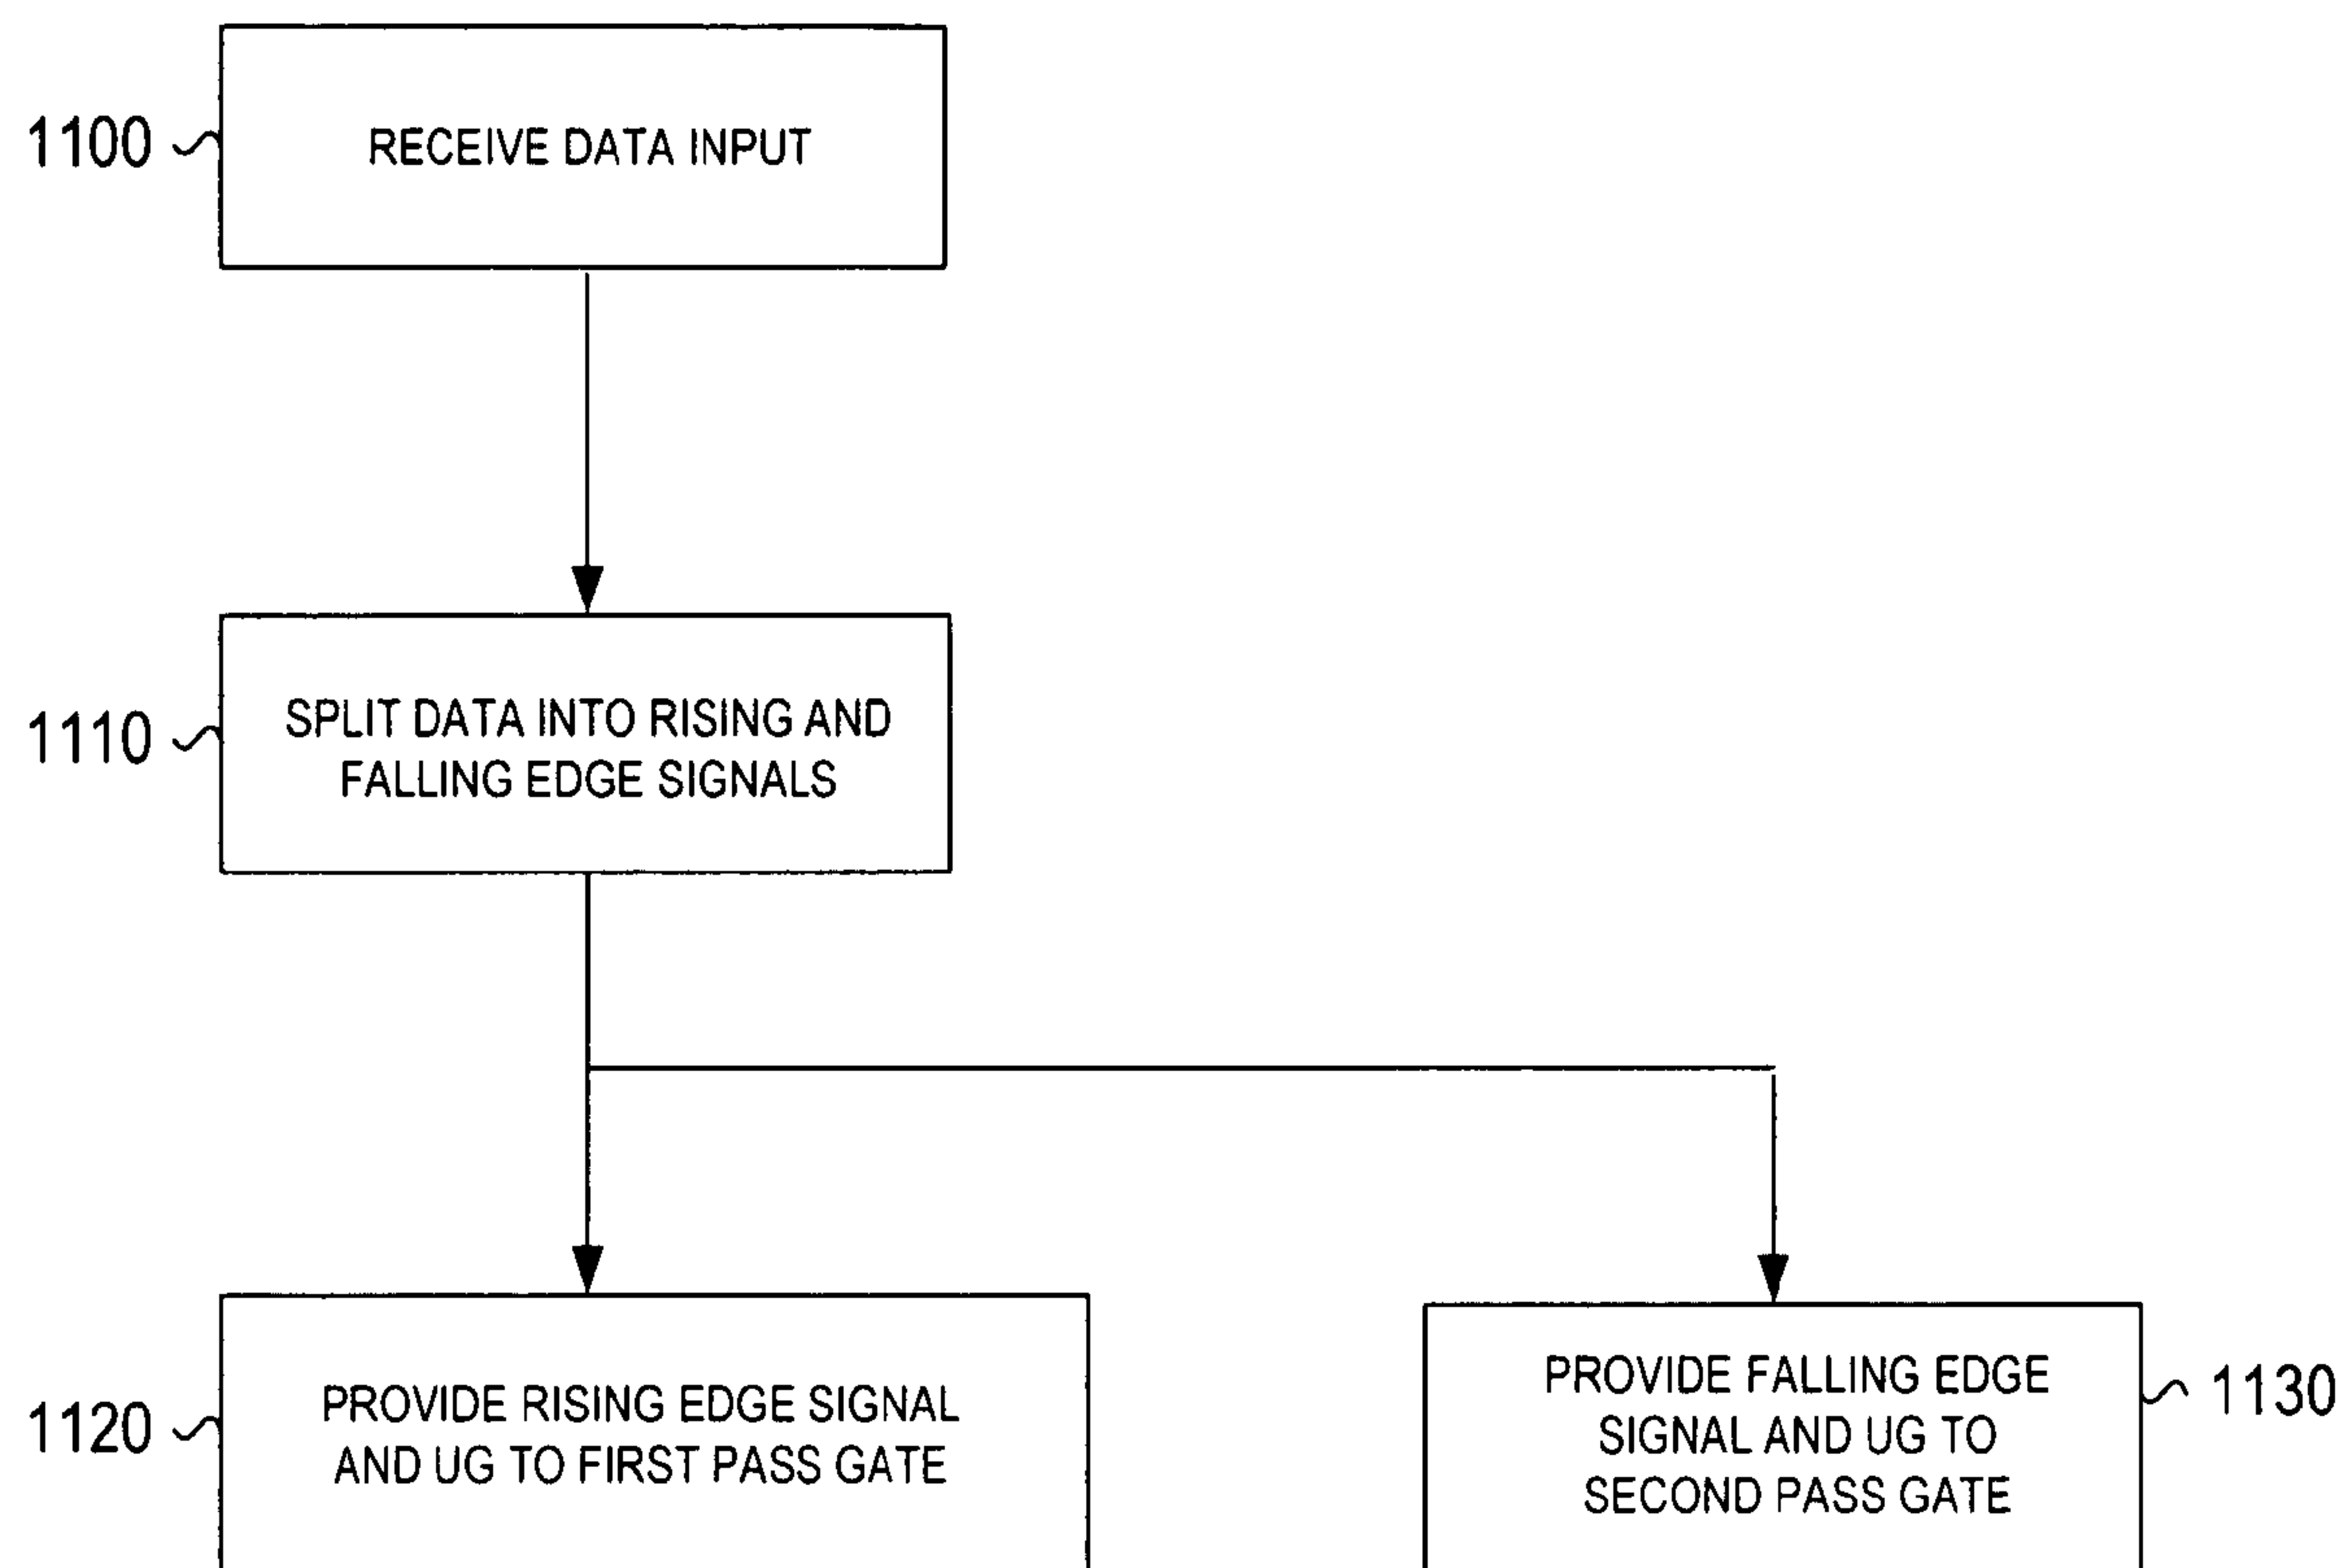 1100
RECEIVE DATA INPUT
1110
SPLIT DATA INTO RISING AND
FALLING EDGE SIGNALS
1120
PROVIDE RISING EDGE SIGNAL
AND UG TO FIRST PASS GATE
PROVIDE FALLING EDGE
SIGNAL AND UG TO
SECOND PASS GATE
1130